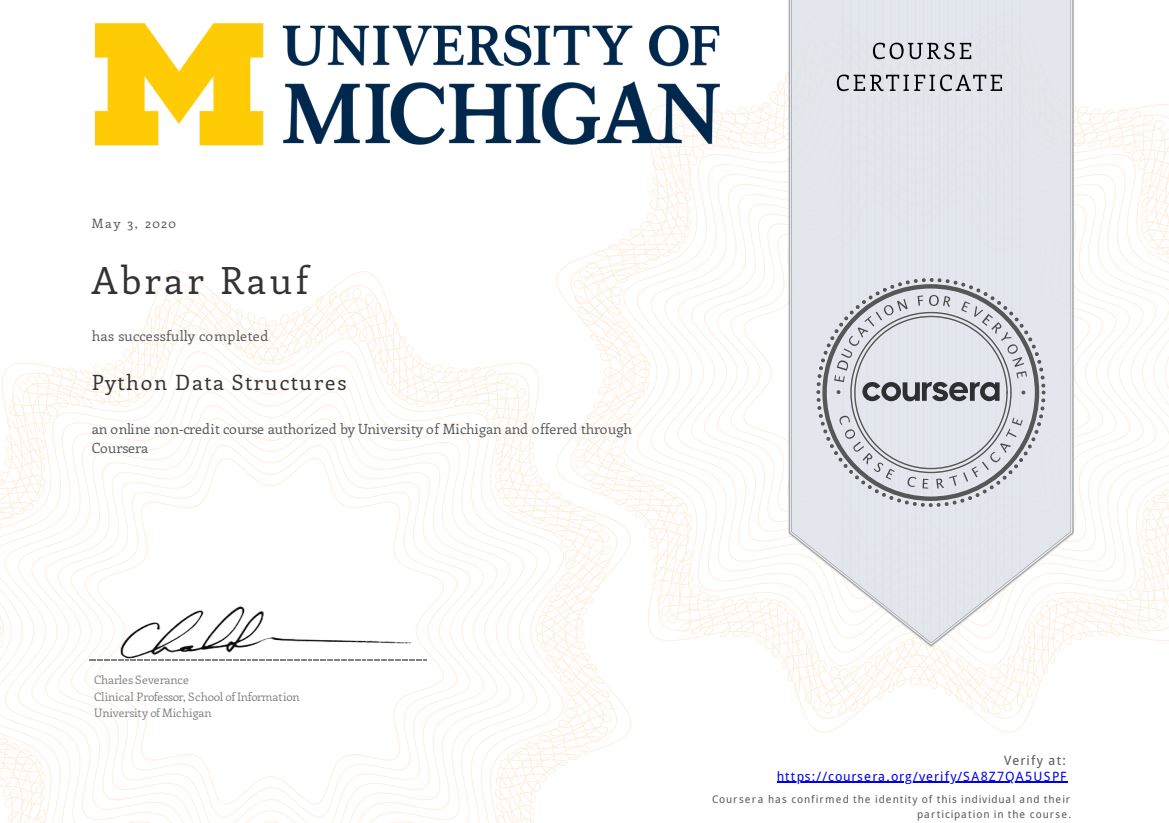 UNIVERSITY OF
MICHIGAN
COURSE
CERTIFICATE
May 3, 2020
Abrar Rauf
has successfully completed
Python Data Structures
an online non-credit course authorized by University of Michigan and offered through
Coursera
EDUCATION FOR EVERYONE
coursera
COURSE CERTIFICATE
Charles Severance
Clinical Professor, School of Information
University of Michigan
Verify at:
https://coursera.org/verify/SA8Z7QA5USPF
Coursera has confirmed the identity of this individual and their
participation in the course.